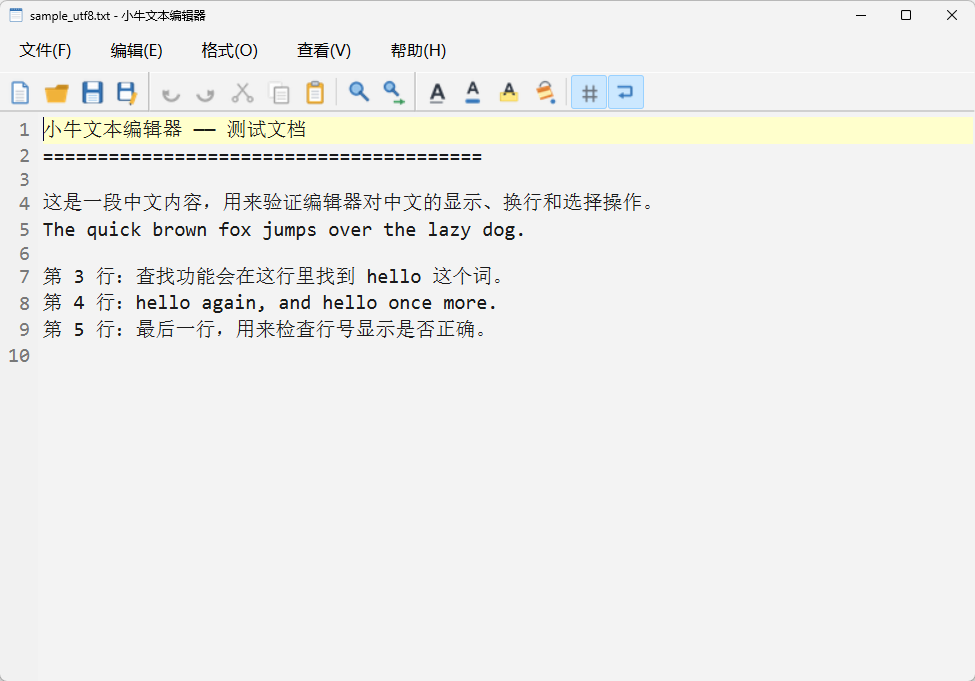 sample_utf8.txt - 小牛文本编辑器
文件(F) 编辑(E) 格式(O) 查看(V) 帮助(H)
1 小牛文本编辑器 —— 测试文档
2 ========================================
3
4 这是一段中文内容，用来验证编辑器对中文的显示、换行和选择操作。
5 The quick brown fox jumps over the lazy dog.
6
7 第 3 行：查找功能会在这行里找到 hello 这个词。
8 第 4 行：hello again, and hello once more.
9 第 5 行：最后一行，用来检查行号显示是否正确。
10